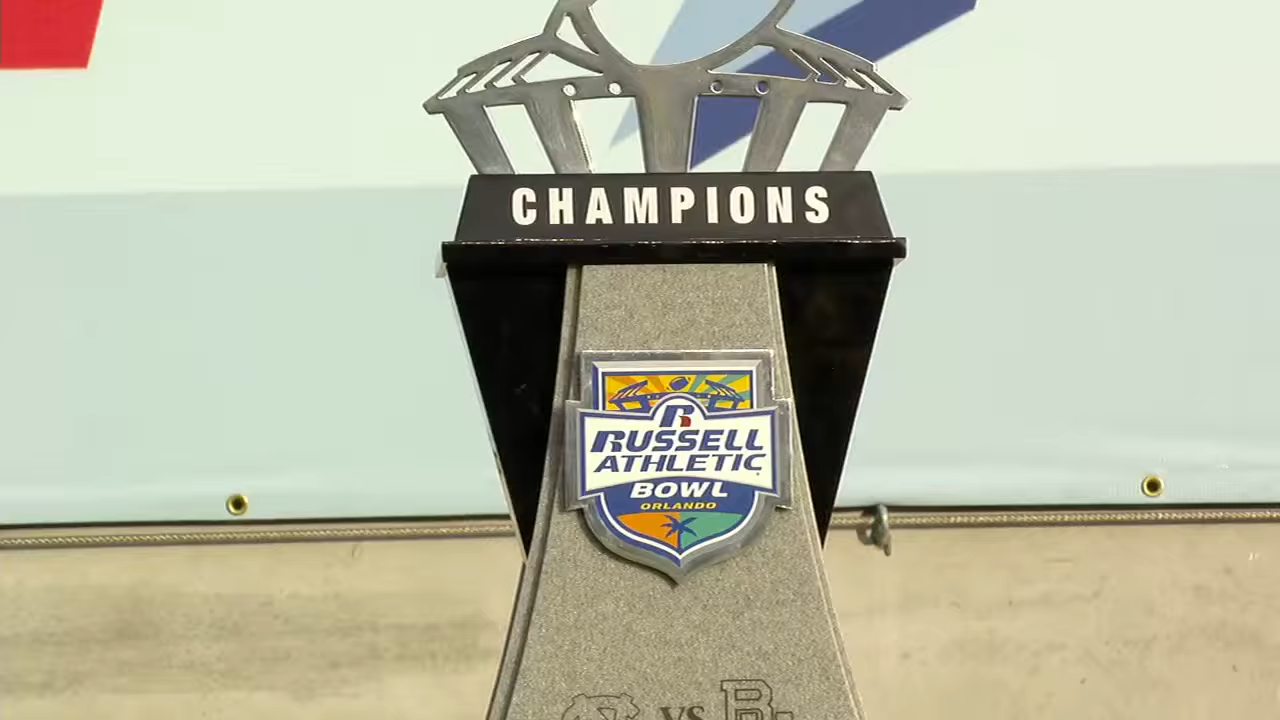 CHAMPIONS
R
RUSSELL
ATHLETIC
BOWL
ORLANDO
VS